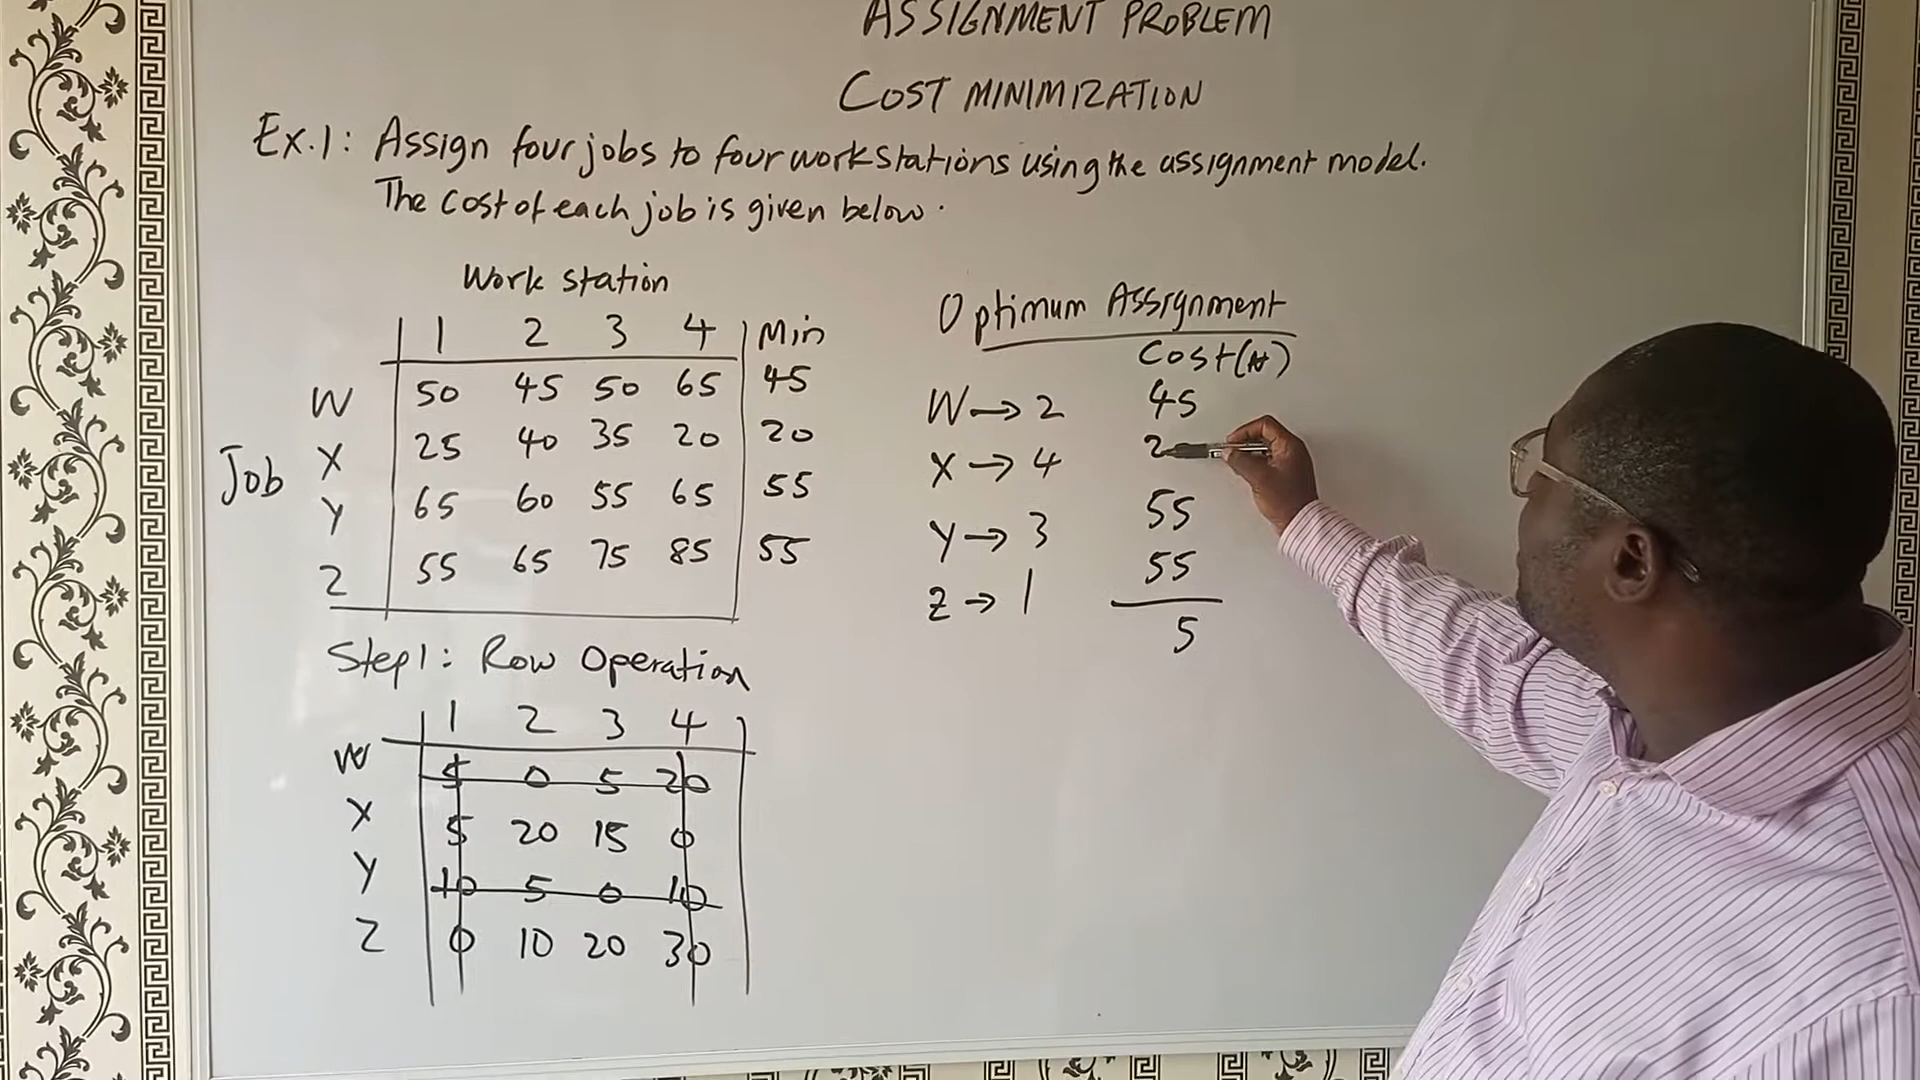 ASSIGNMENT PROBLEM
COST MINIMIZATION
Ex.1: Assign four jobs to four workstations using the assignment model.
The cost of each job is given below.
Work station
1 2 3 4 Min
W 50 45 50 65 45
X 25 40 35 20 20
Job
Y 65 60 55 65 55
Z 55 65 75 85 55
Step1: Row Operation
1 2 3 4
W 5 0 5 20
X 5 20 15 0
Y 10 5 0 10
Z 0 10 20 30
Optimum Assignment
Cost(₦)
W→2 45
X→4 2
Y→3 55
Z→1 55
5